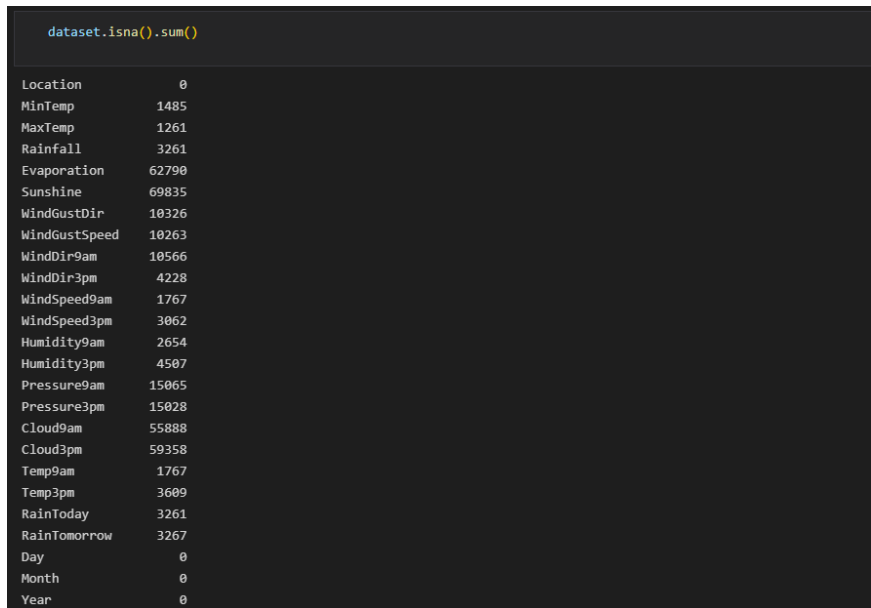 dataset.isna().sum()
Location 0
MinTemp 1485
MaxTemp 1261
Rainfall 3261
Evaporation 62790
Sunshine 69835
WindGustDir 10326
WindGustSpeed 10263
WindDir9am 10566
WindDir3pm 4228
WindSpeed9am 1767
WindSpeed3pm 3062
Humidity9am 2654
Humidity3pm 4507
Pressure9am 15065
Pressure3pm 15028
Cloud9am 55888
Cloud3pm 59358
Temp9am 1767
Temp3pm 3609
RainToday 3261
RainTomorrow 3267
Day 0
Month 0
Year 0